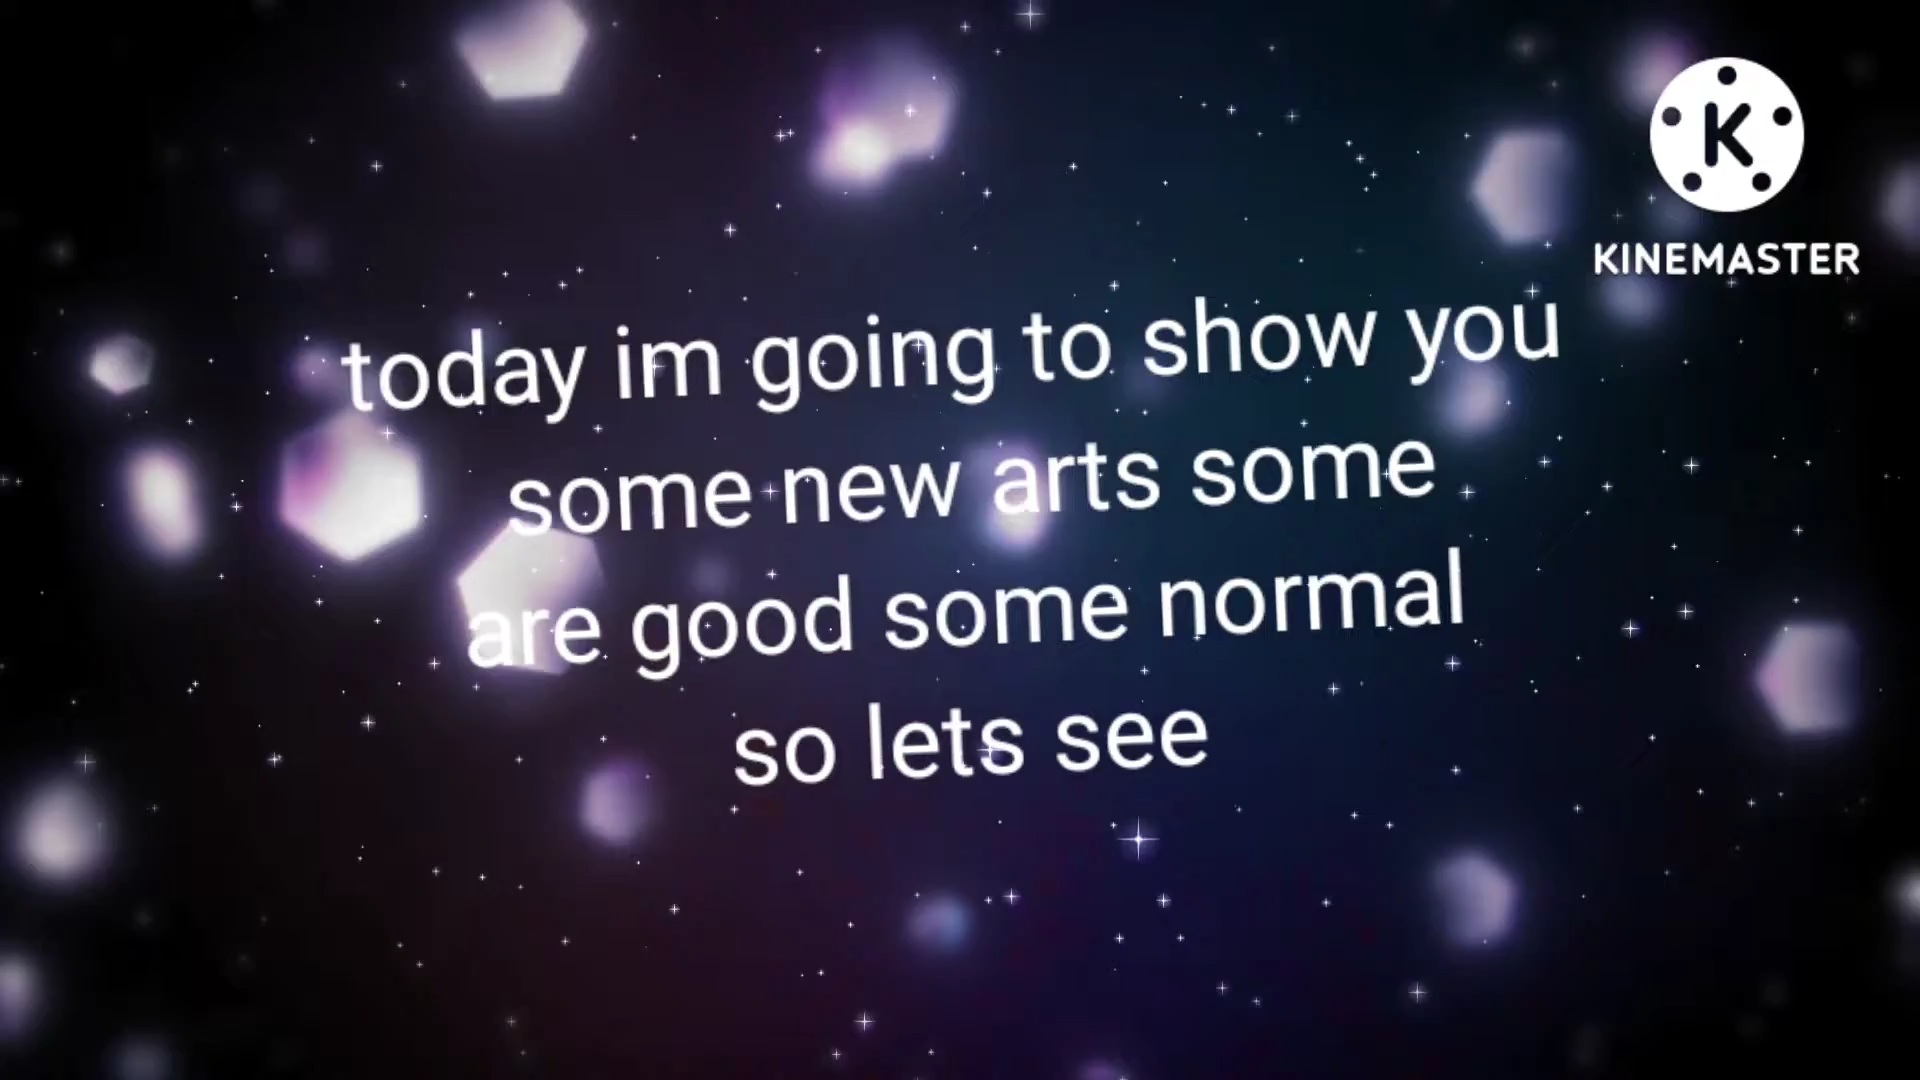 K
KINEMASTER
today im going to show you
some new arts some
are good some normal
so lets see